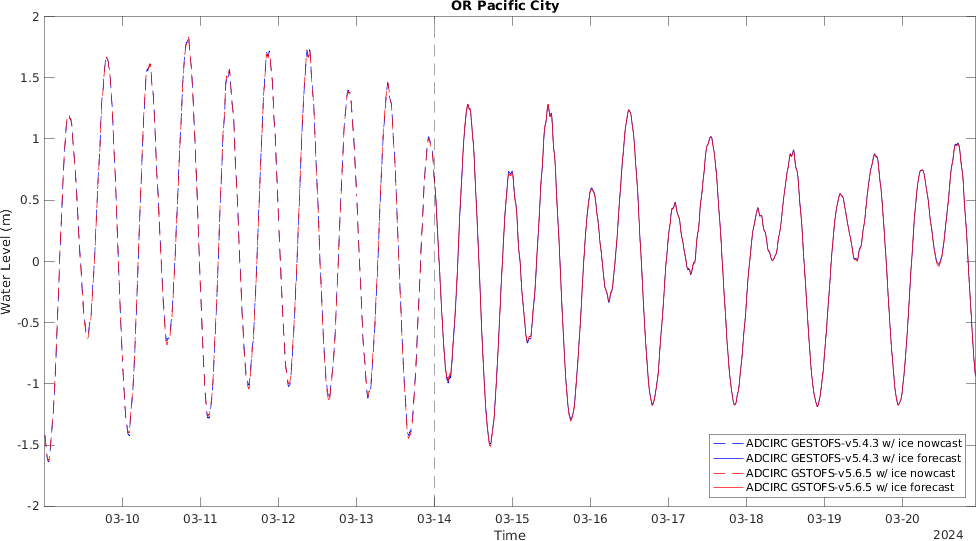 OR Pacific City
Water Level (m)
2
1.5
1
0.5
0
-0.5
-1
-1.5
-2
ADCIRC GESTOFS-v5.4.3 w/ ice nowcast
ADCIRC GESTOFS-v5.4.3 w/ ice forecast
ADCIRC GSTOFS-v5.6.5 w/ ice nowcast
ADCIRC GSTOFS-v5.6.5 w/ ice forecast
03-10 03-11 03-12 03-13 03-14 03-15 03-16 03-17 03-18 03-19 03-20
Time
2024